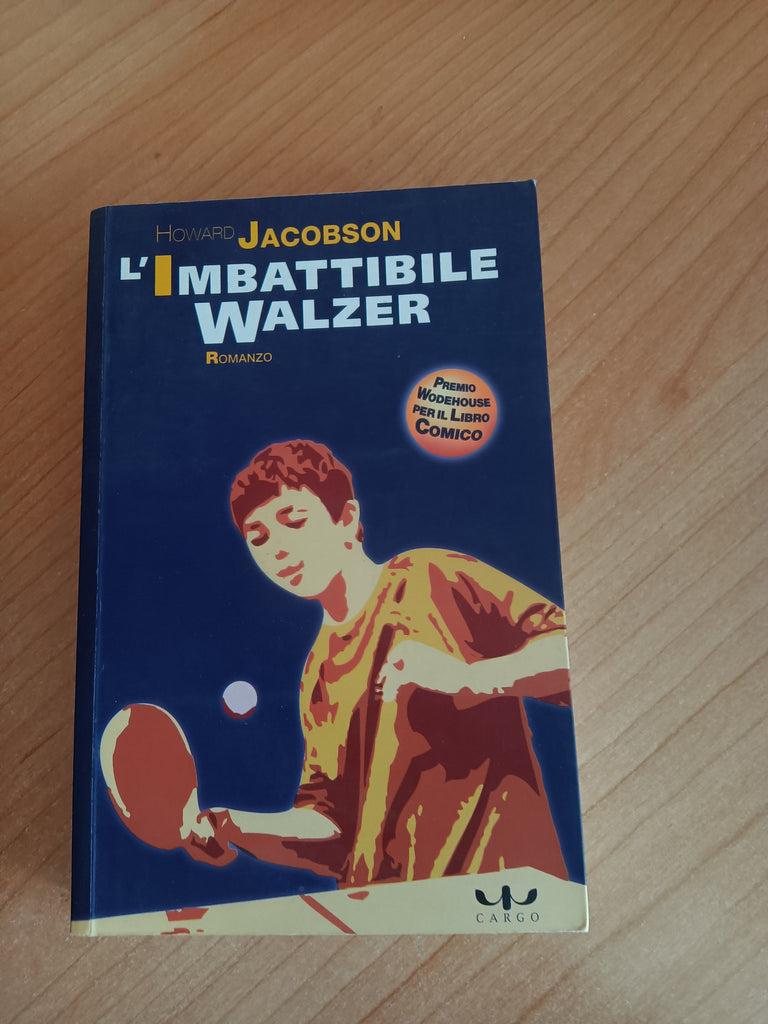 Howard Jacobson
L'Imbattibile
Walzer
Romanzo
Premio
Wodehouse
per il Libro
Comico
CARGO